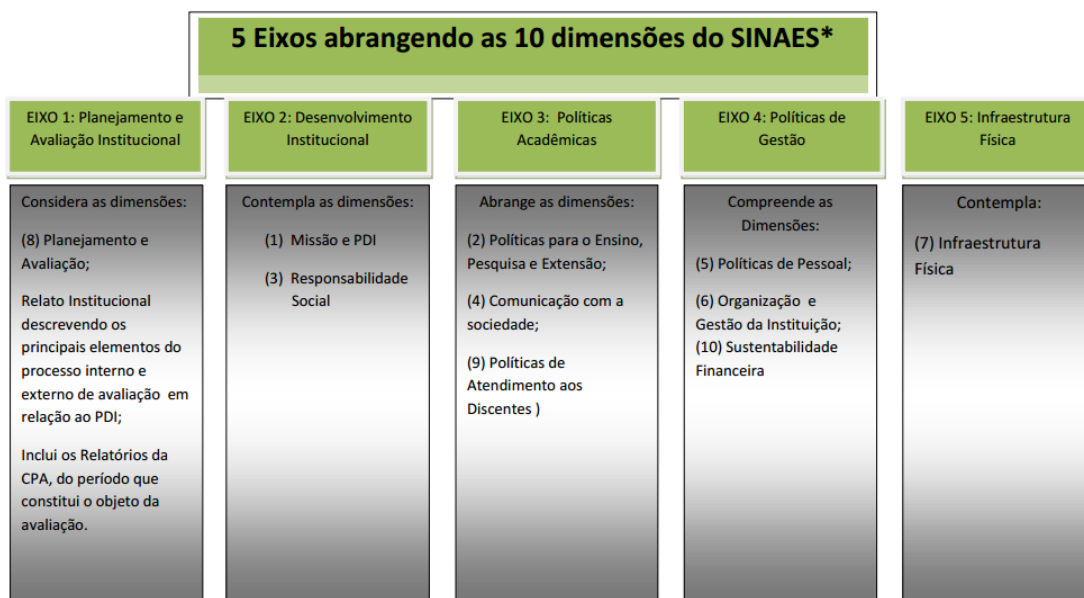 5 Eixos abrangendo as 10 dimensões do SINAES*
EIXO 1: Planejamento e
Avaliação Institucional
EIXO 2: Desenvolvimento
Institucional
EIXO 3: Políticas
Acadêmicas
EIXO 4: Políticas de
Gestão
EIXO 5: Infraestrutura
Física
Considera as dimensões:
(8) Planejamento e
Avaliação;
Relato Institucional
descrevendo os
principais elementos do
processo interno e
externo de avaliação em
relação ao PDI;
Inclui os Relatórios da
CPA, do período que
constitui o objeto da
avaliação.
Contempla as dimensões:
(1) Missão e PDI
(3) Responsabilidade
Social
Abrange as dimensões:
(2) Políticas para o Ensino,
Pesquisa e Extensão;
(4) Comunicação com a
sociedade;
(9) Políticas de
Atendimento aos
Discentes )
Compreende as
Dimensões:
(5) Políticas de Pessoal;
(6) Organização e
Gestão da Instituição;
(10) Sustentabilidade
Financeira
Contempla:
(7) Infraestrutura
Física